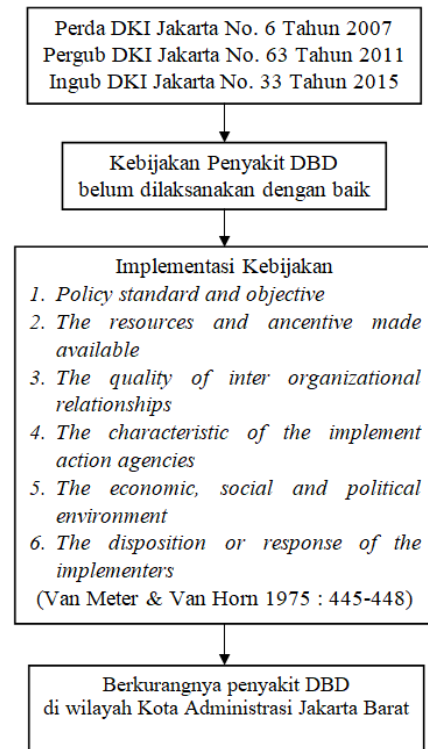 Perda DKI Jakarta No. 6 Tahun 2007
Pergub DKI Jakarta No. 63 Tahun 2011
Ingub DKI Jakarta No. 33 Tahun 2015
Kebijakan Penyakit DBD
belum dilaksanakan dengan baik
Implementasi Kebijakan
1. Policy standard and objective
2. The resources and ancentive made
available
3. The quality of inter organizational
relationships
4. The characteristic of the implement
action agencies
5. The economic, social and political
environment
6. The disposition or response of the
implementers
(Van Meter & Van Horn 1975 : 445-448)
Berkurangnya penyakit DBD
di wilayah Kota Administrasi Jakarta Barat